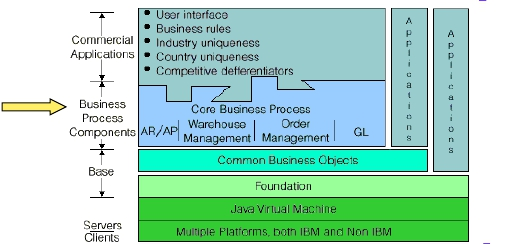 Commercial
Applications
Business
Process
Components
Base
Servers
Clients
• User interface
• Business rules
• Industry uniqueness
• Country uniqueness
• Competitive defferentiators
Core Business Process
AR/AP
Warehouse
Management
Order
Management
GL
Common Business Objects
Foundation
Java Virtual Machine
Multiple Platforms, both IBM and Non IBM
Applications
Applications